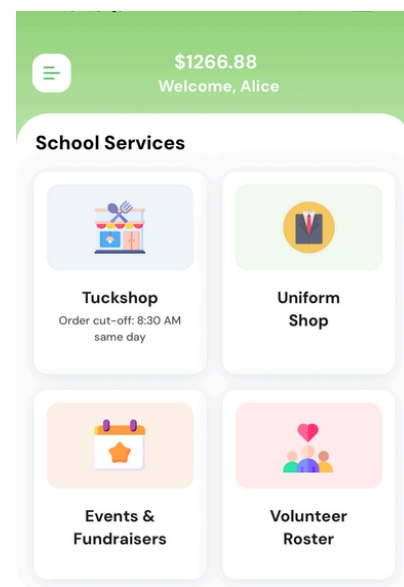 $1266.88
Welcome, Alice
School Services
Tuckshop
Order cut-off: 8:30 AM
same day
Uniform
Shop
Events &
Fundraisers
Volunteer
Roster